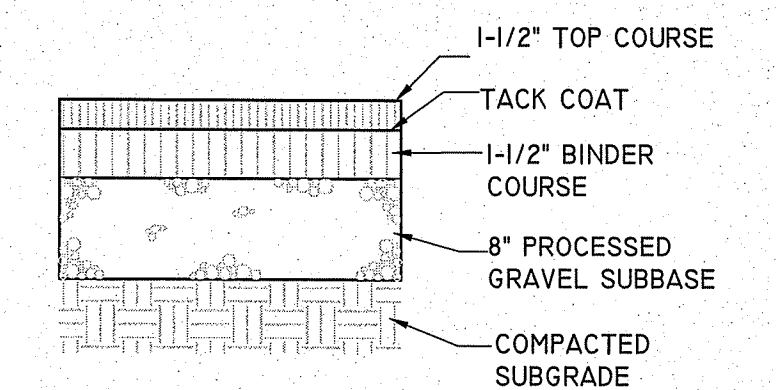 1-1/2" TOP COURSE
TACK COAT
1-1/2" BINDER
COURSE
8" PROCESSED
GRAVEL SUBBASE
COMPACTED
SUBGRADE